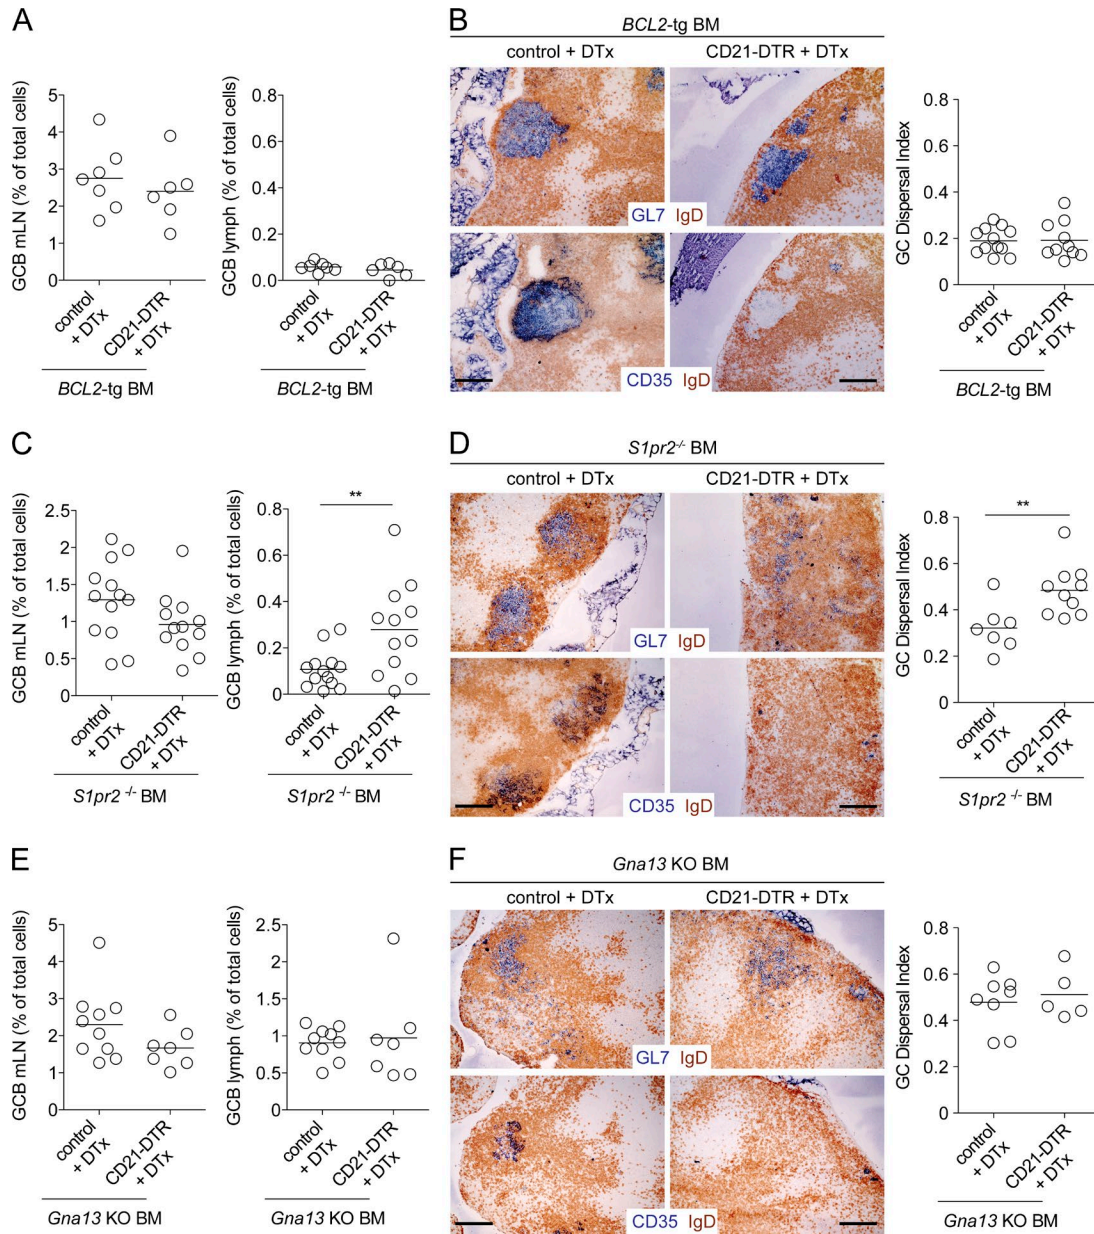 A
GCB mLN (% of total cells)
5
4
3
2
1
0
control
+ DTx
CD21-DTR
+ DTx
BCL2-tg BM
GCB lymph (% of total cells)
0.8
0.6
0.4
0.2
0.0
control
+ DTx
CD21-DTR
+ DTx
BCL2-tg BM
B
BCL2-tg BM
control + DTx
CD21-DTR + DTx
GL7 IgD
CD35 IgD
GC Dispersal Index
0.8
0.6
0.4
0.2
0
control
+ DTx
CD21-DTR
+ DTx
BCL2-tg BM
C
GCB mLN (% of total cells)
2.5
2
1.5
1
0.5
0
control
+ DTx
CD21-DTR
+ DTx
S1pr2 -/- BM
GCB lymph (% of total cells)
0.8
0.6
0.4
0.2
0
**
control
+ DTx
CD21-DTR
+ DTx
S1pr2 -/- BM
D
S1pr2-/- BM
control + DTx
CD21-DTR + DTx
GL7 IgD
CD35 IgD
GC Dispersal Index
0.8
0.6
0.4
0.2
0
**
control
+ DTx
CD21-DTR
+ DTx
S1pr2 -/- BM
E
GCB mLN (% of total cells)
5
4
3
2
1
0
control
+ DTx
CD21-DTR
+ DTx
Gna13 KO BM
GCB lymph (% of total cells)
2.5
2
1.5
1
0.5
0
control
+ DTx
CD21-DTR
+ DTx
Gna13 KO BM
F
Gna13 KO BM
control + DTx
CD21-DTR + DTx
GL7 IgD
CD35 IgD
GC Dispersal Index
0.8
0.6
0.4
0.2
0
control
+ DTx
CD21-DTR
+ DTx
Gna13 KO BM